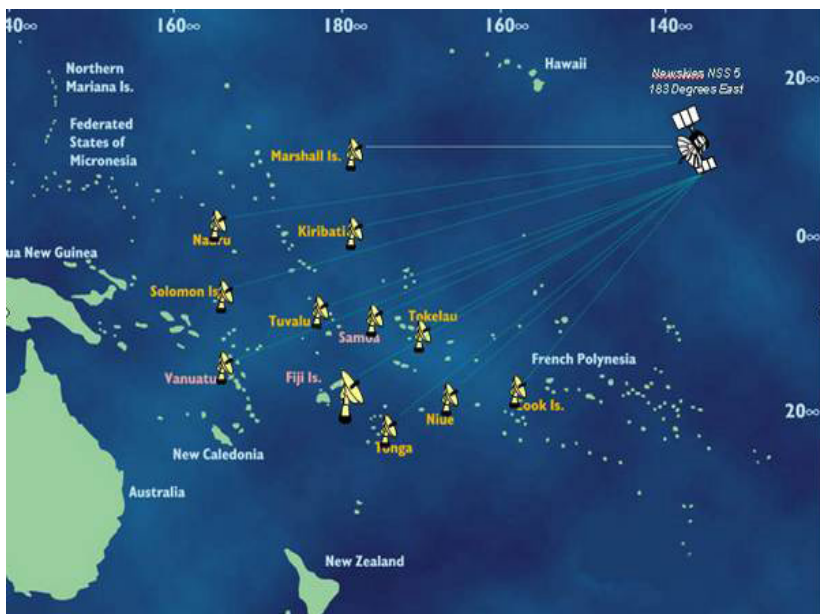 40∞ 160∞ 180∞ 160∞ 140∞
Northern
Mariana Is.
Hawaii
Newskies NSS 5
183 Degrees East
20∞
Federated
States of
Micronesia
Marshall Is.
Nauru
Kiribati
0∞
ua New Guinea
Solomon Is
Tuvalu
Samoa
Tokelau
Vanuatu
Fiji Is.
French Polynesia
Niue
Cook Is.
20∞
Tonga
New Caledonia
Australia
New Zealand